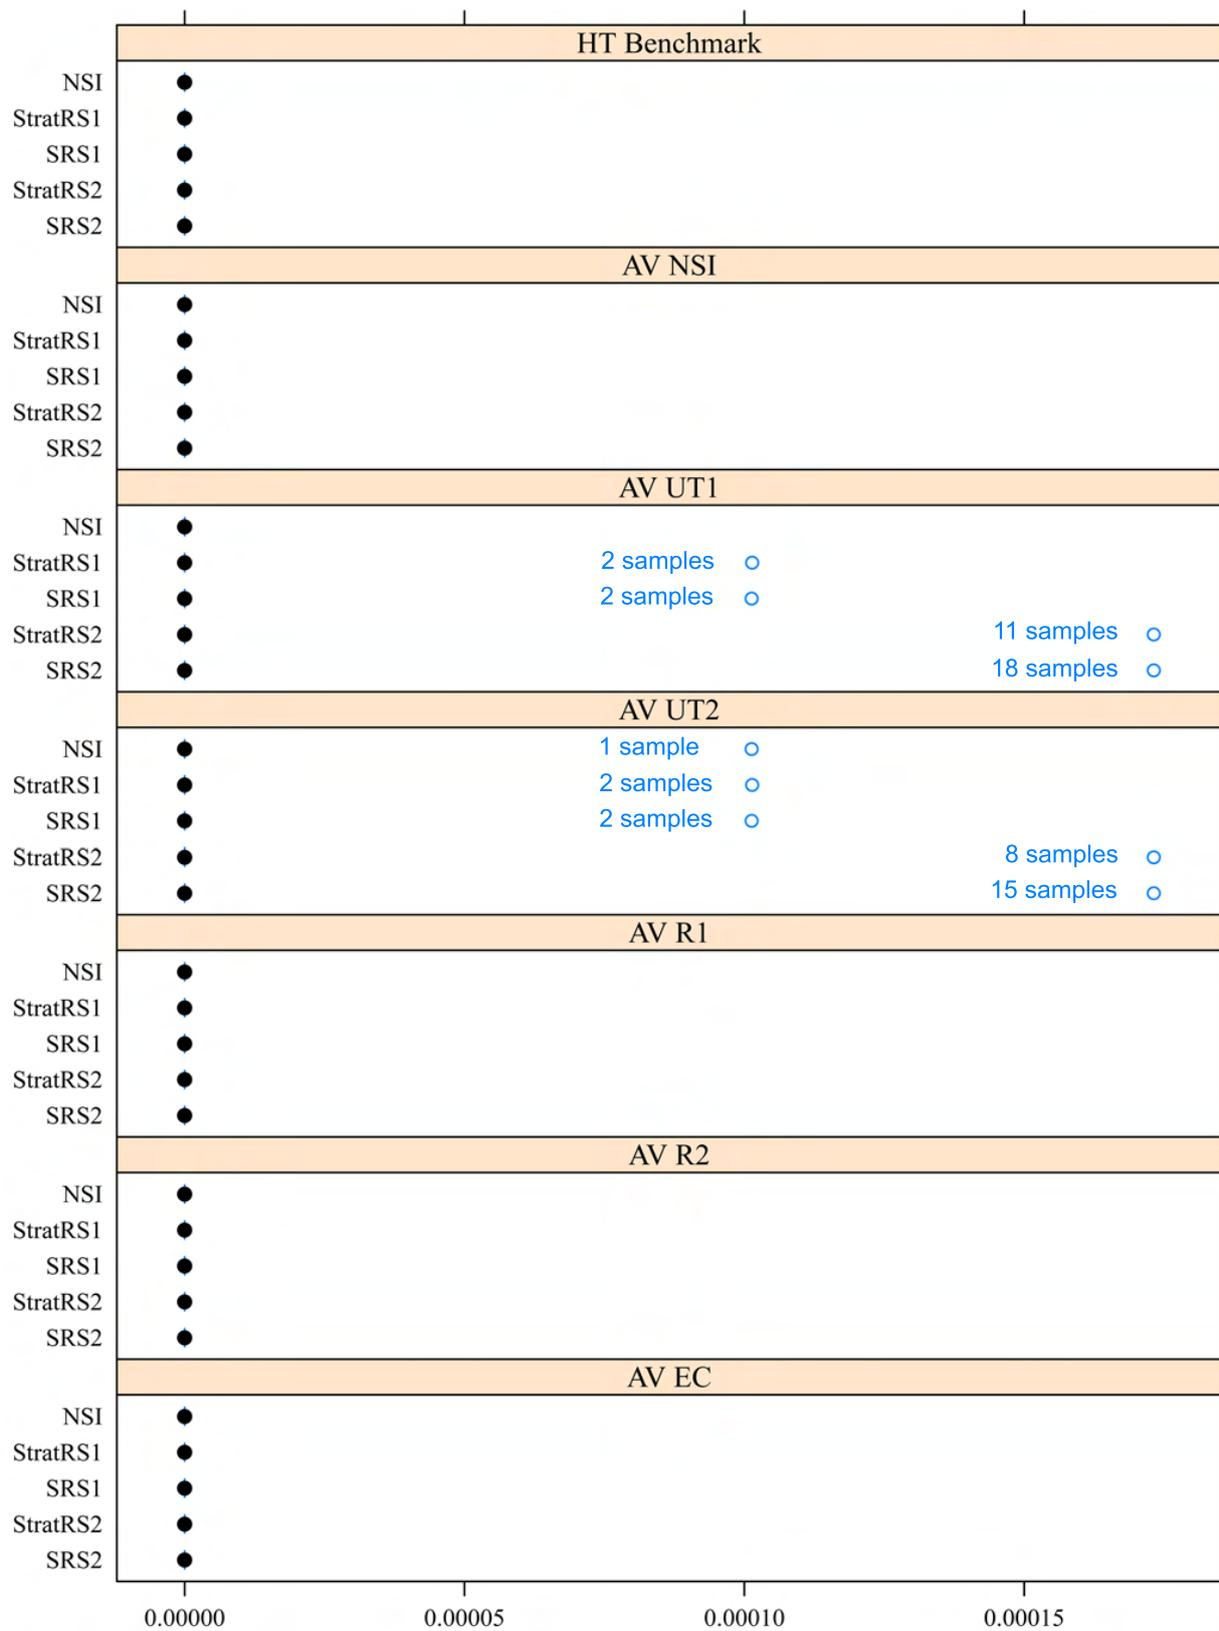 HT Benchmark
NSI
StratRS1
SRS1
StratRS2
SRS2
AV NSI
NSI
StratRS1
SRS1
StratRS2
SRS2
AV UT1
NSI
StratRS1 2 samples
SRS1 2 samples
StratRS2 11 samples
SRS2 18 samples
AV UT2
NSI 1 sample
StratRS1 2 samples
SRS1 2 samples
StratRS2 8 samples
SRS2 15 samples
AV R1
NSI
StratRS1
SRS1
StratRS2
SRS2
AV R2
NSI
StratRS1
SRS1
StratRS2
SRS2
AV EC
NSI
StratRS1
SRS1
StratRS2
SRS2
0.00000 0.00005 0.00010 0.00015